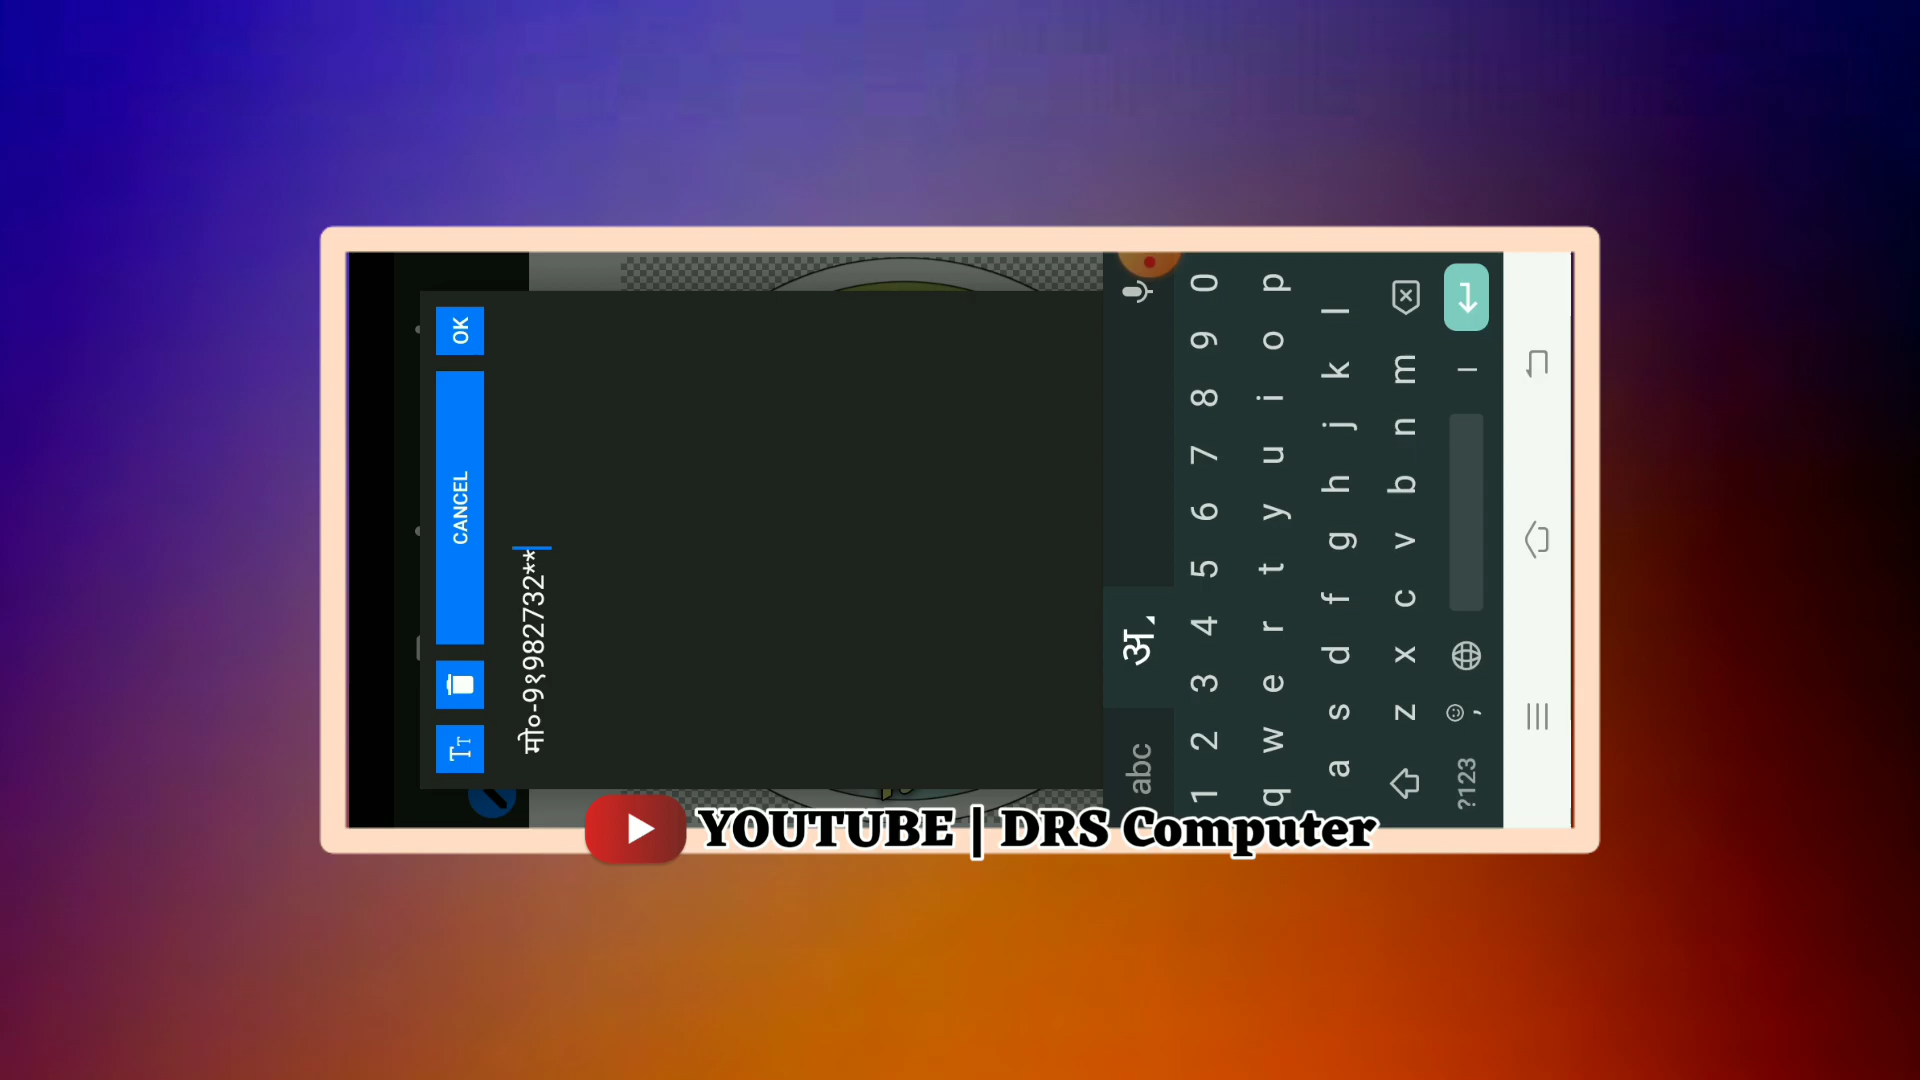 OK
CANCEL
TT
मो०-9१9827732**
abc अ
1 2 3 4 5 6 7 8 9 0
q w e r t y u i o p
a s d f g h j k l
z x c v b n m
?123 , ।
YOUTUBE | DRS Computer